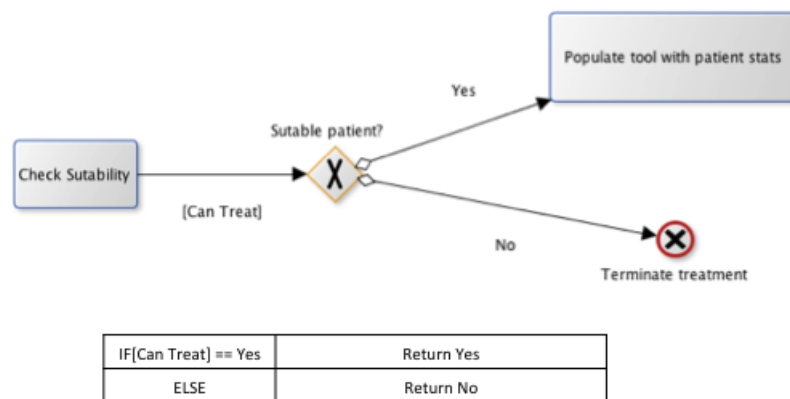 Populate tool with patient stats
Yes
Sutable patient?
Check Sutability
[Can Treat]
No
Terminate treatment
IF[Can Treat] == Yes
Return Yes
ELSE
Return No